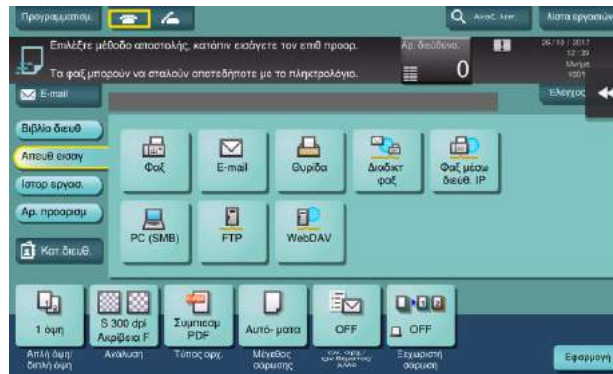 Προγραμματισμ.
Λίστα εργασιών
Επιλέξτε μέθοδο αποστολής, κατόπιν εισάγετε τον επιθ προορ.
Τα φαξ μπορούν να σταλούν οποτεδήποτε με το πληκτρολόγιο.
Αρ. διεύθυνσ.
0
26/10/2017
12:39
Μνήμη
100%
E-mail
Έλεγχος
Βιβλίο διευθ
Απευθ εισαγ
Ιστορ εργασ.
Αρ. προορισμ
Κατ διευθ.
Φαξ
E-mail
Θυρίδα
Διαδικτ
φαξ
Φαξ μέσω
διεύθ. IP
PC (SMB)
FTP
WebDAV
1 όψη
S 300 dpi
Ακρίβεια F
Συμπιεσμ
PDF
Αυτό- ματα
OFF
OFF
Απλή όψη/
διπλή όψη
Ανάλυση
Τύπος αρχ.
Μέγεθος
σάρωσης
Ξεχωριστή
σάρωση
Εφαρμογή